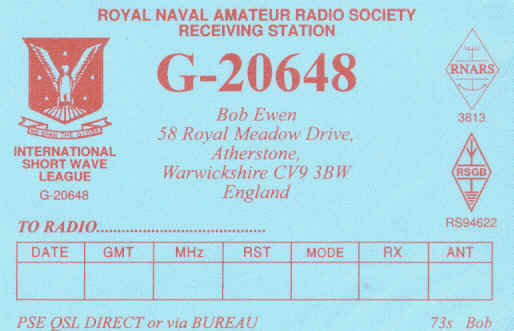 ROYAL NAVAL AMATEUR RADIO SOCIETY
RECEIVING STATION
G-20648
Bob Ewen
58 Royal Meadow Drive,
Atherstone,
Warwickshire CV9 3BW
England
INTERNATIONAL
SHORT WAVE
LEAGUE
G-20648
RNARS
3813
RSGB
RS94622
TO RADIO........................................
DATE GMT MHz RST MODE RX ANT
PSE QSL DIRECT or via BUREAU 73s Bob